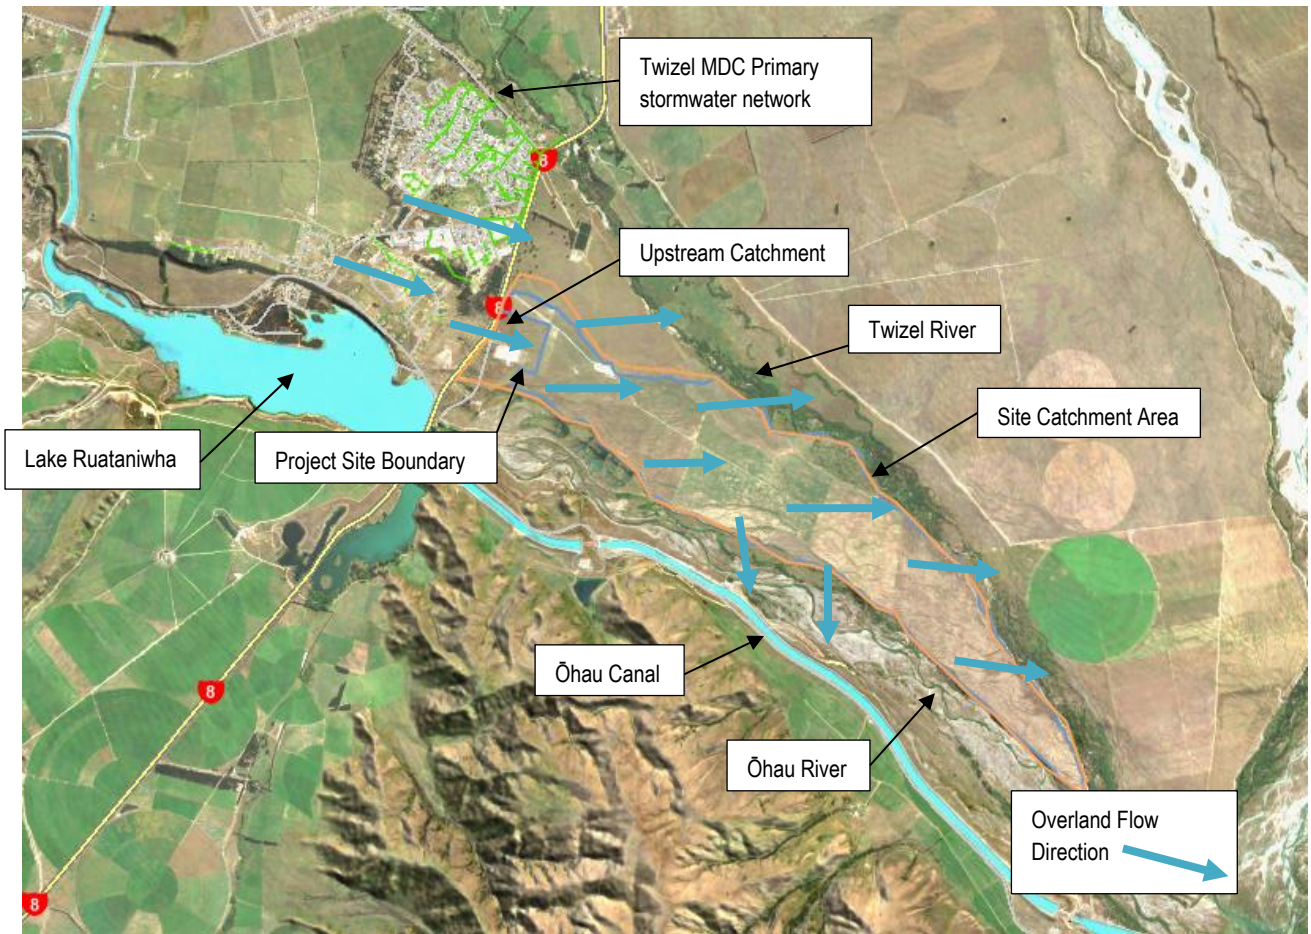 Twizel MDC Primary
stormwater network
8
Upstream Catchment
8
Twizel River
Site Catchment Area
Lake Ruataniwha
Project Site Boundary
Ōhau Canal
8
Ōhau River
Overland Flow
Direction
8